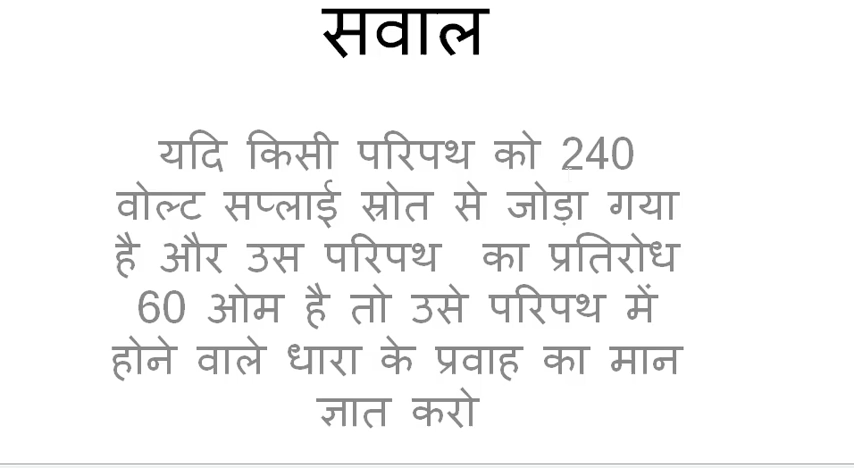 सवाल
यदि किसी परिपथ को 240
वोल्ट सप्लाई स्रोत से जोड़ा गया
है और उस परिपथ का प्रतिरोध
60 ओम है तो उसे परिपथ में
होने वाले धारा के प्रवाह का मान
ज्ञात करो